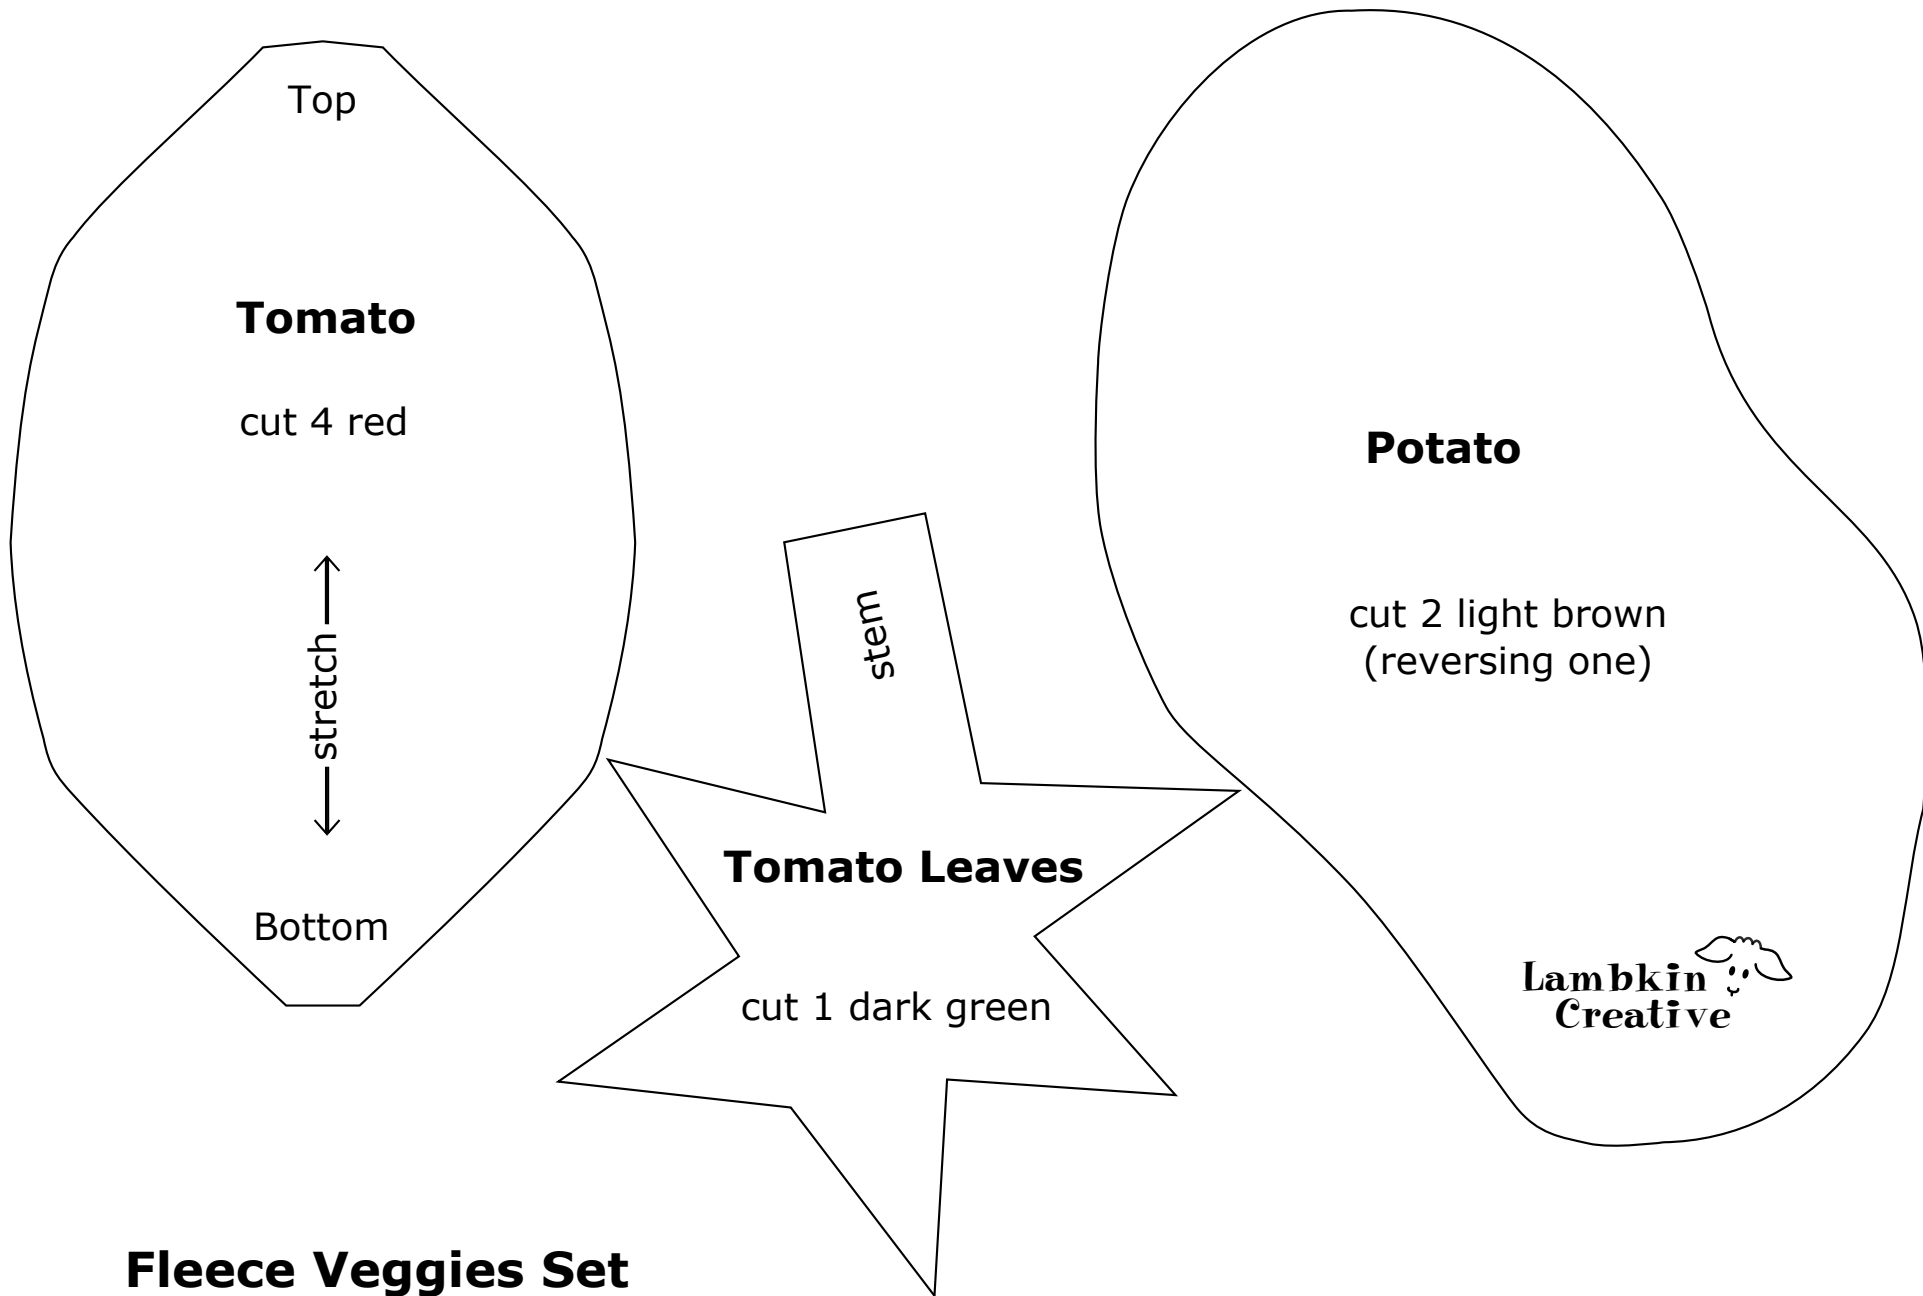 Top
Tomato
cut 4 red
stretch
Bottom
stem
Tomato Leaves
cut 1 dark green
Potato
cut 2 light brown
(reversing one)
Lambkin
Creative
Fleece Veggies Set